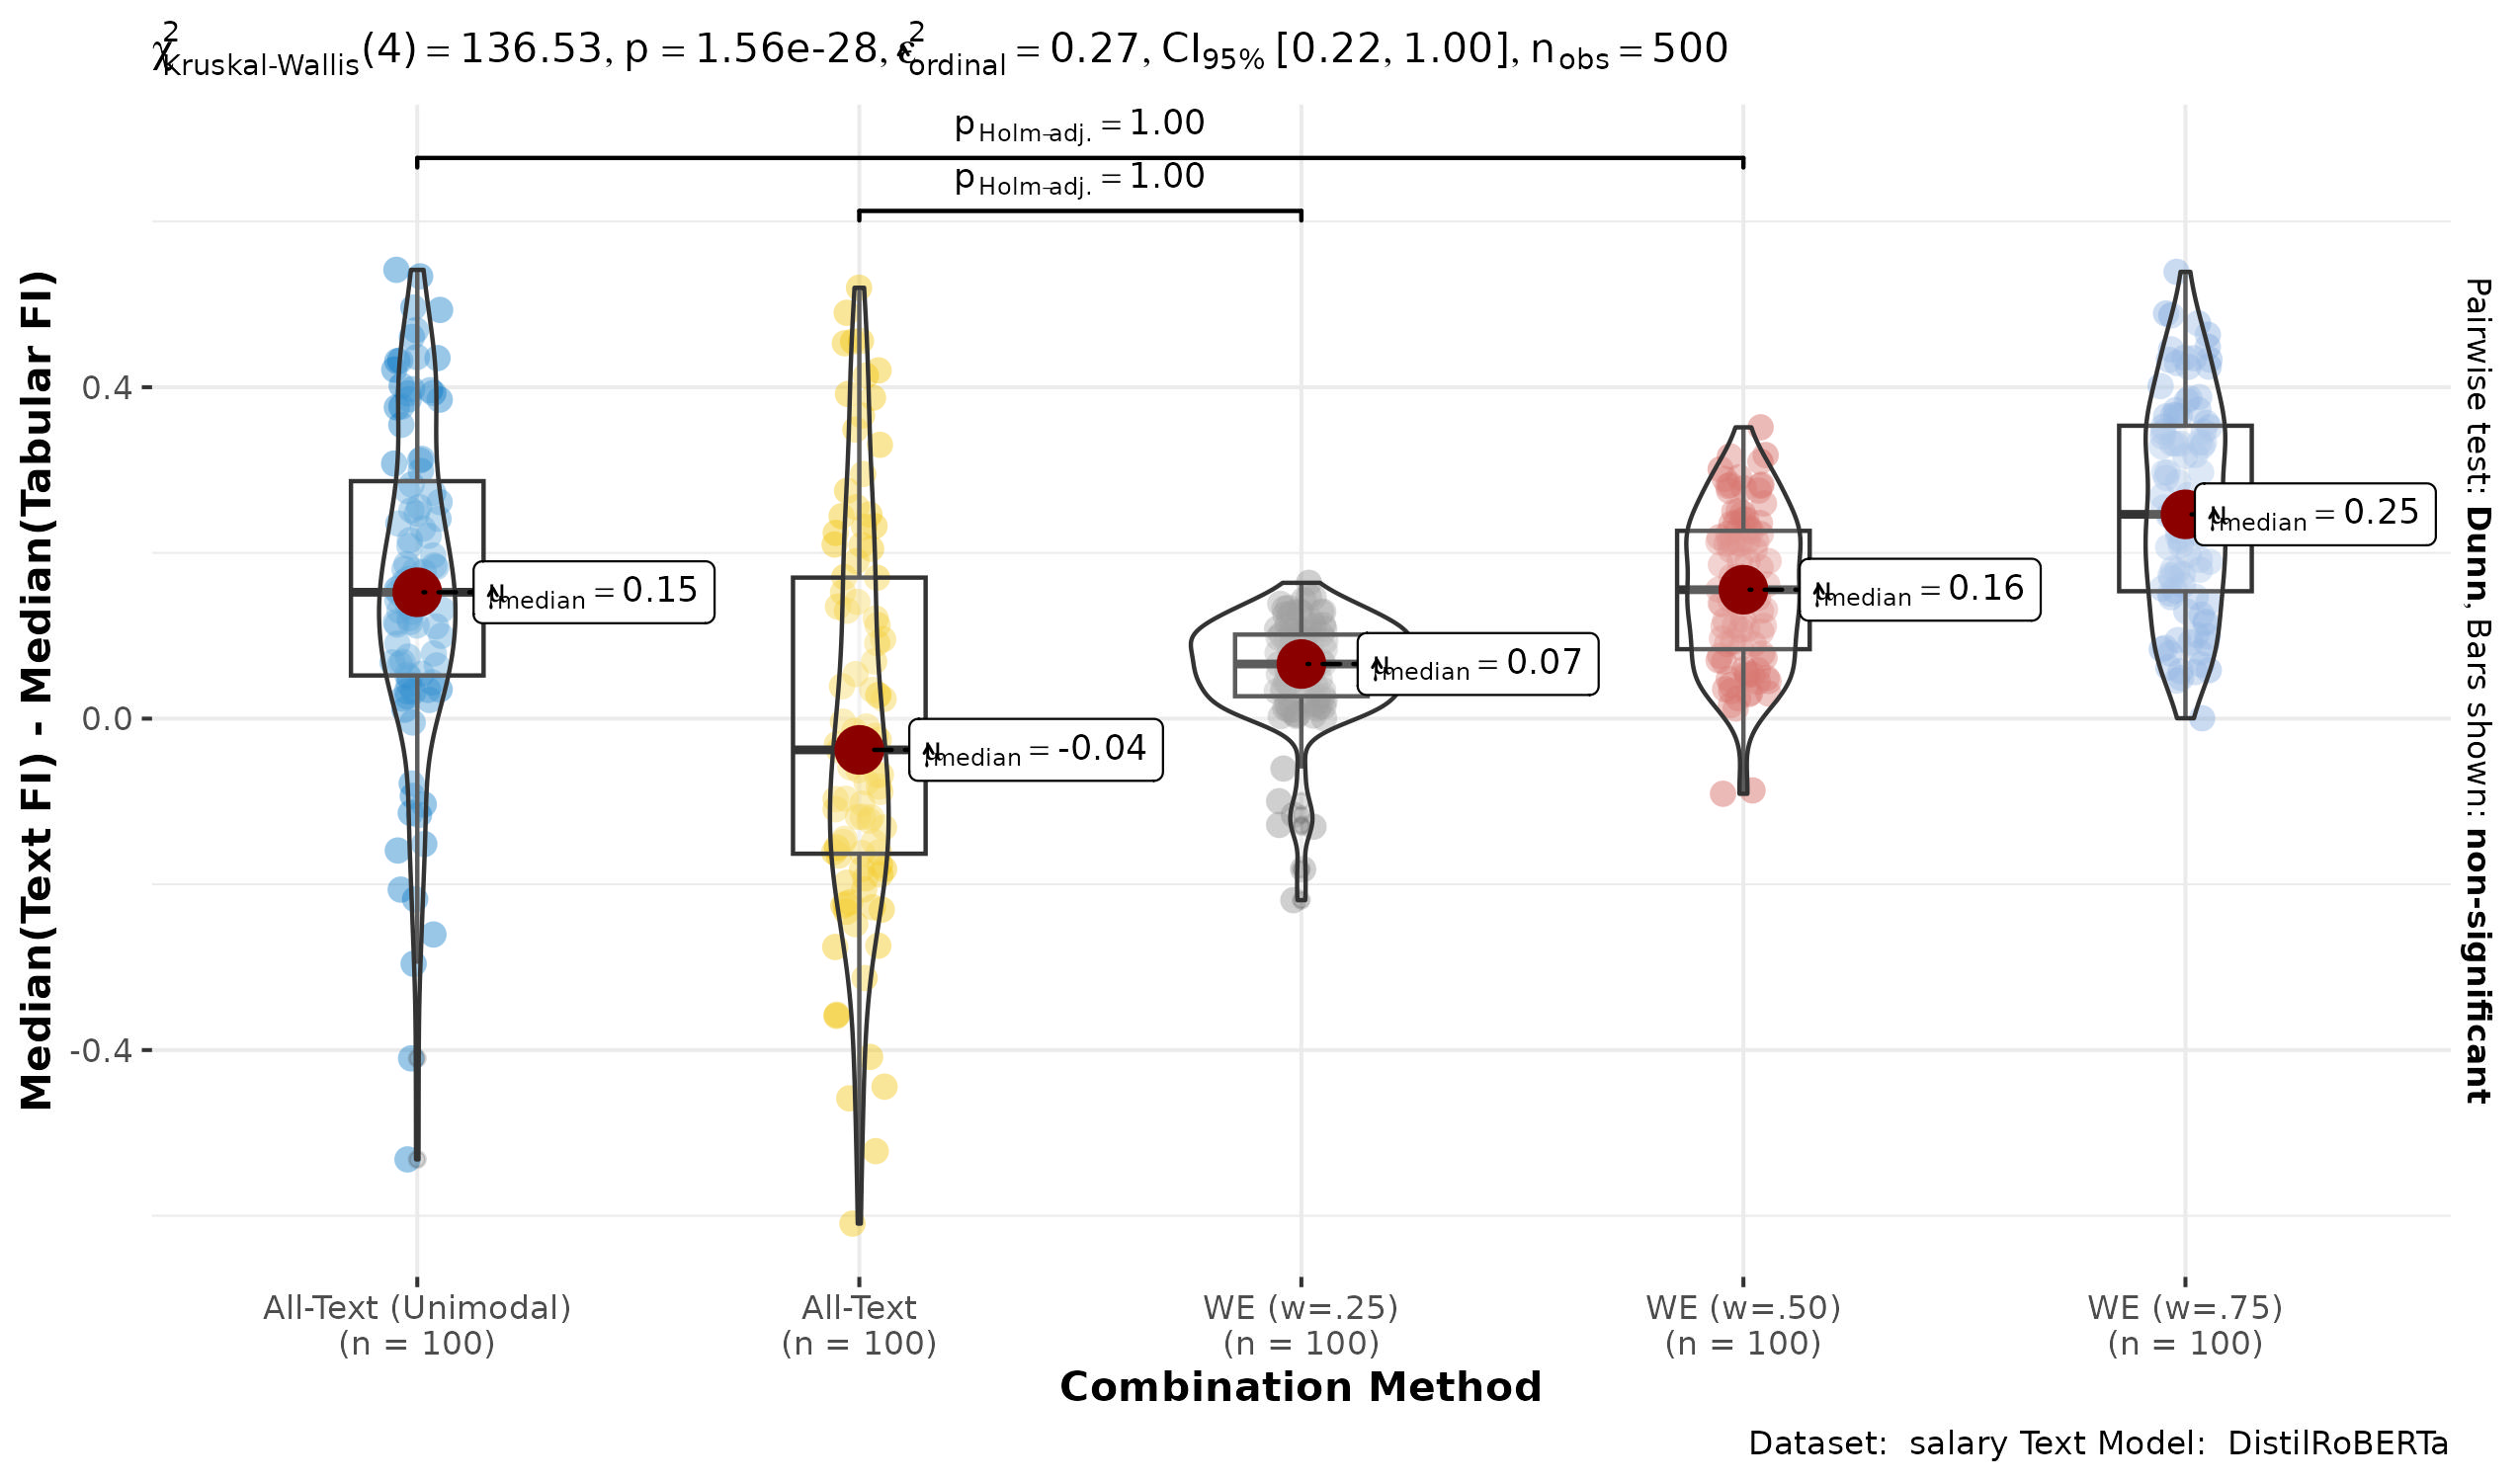 χ²Kruskal-Wallis(4) = 136.53, p = 1.56e-28, ε²ordinal = 0.27, CI95% [0.22, 1.00], nobs = 500
pHolm-adj. = 1.00
pHolm-adj. = 1.00
Median(Text FI) - Median(Tabular FI)
0.4
0.0
-0.4
μ̂median = 0.15
μ̂median = -0.04
μ̂median = 0.07
μ̂median = 0.16
μ̂median = 0.25
Pairwise test: Dunn, Bars shown: non-significant
All-Text (Unimodal)
(n = 100)
All-Text
(n = 100)
WE (w=.25)
(n = 100)
WE (w=.50)
(n = 100)
WE (w=.75)
(n = 100)
Combination Method
Dataset:  salary Text Model:  DistilRoBERTa